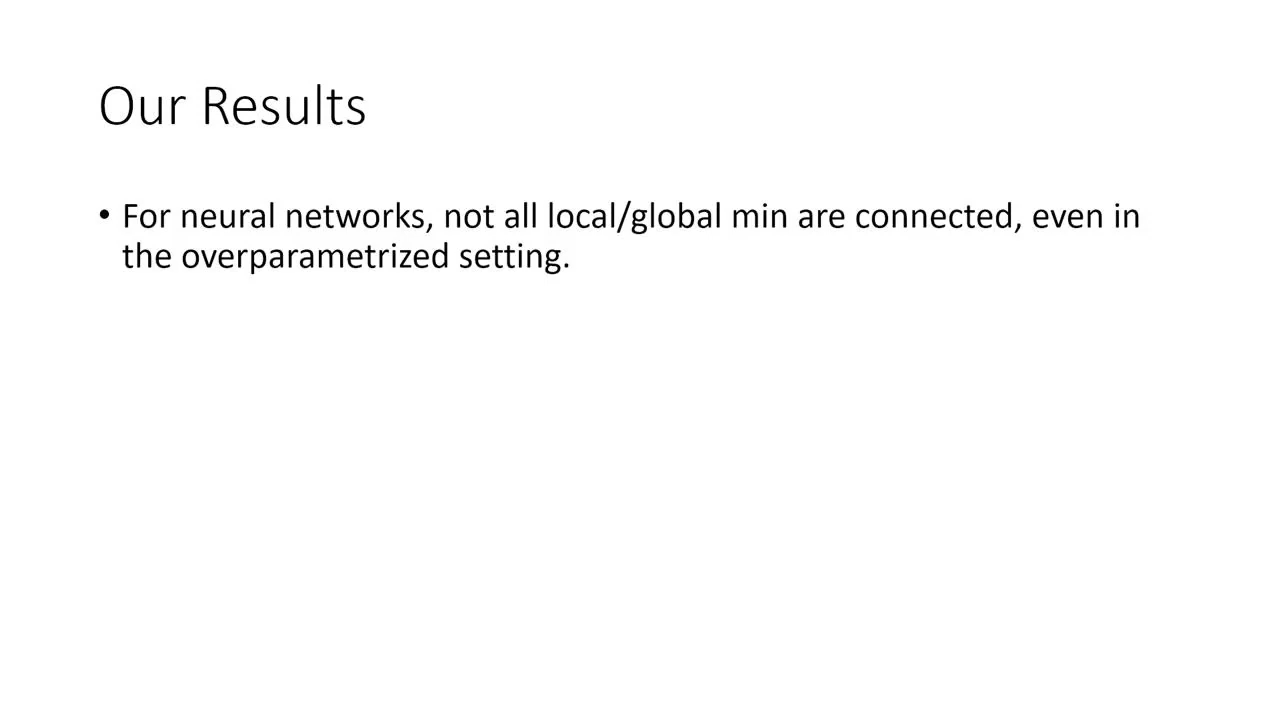 Our Results
• For neural networks, not all local/global min are connected, even in
the overparametrized setting.